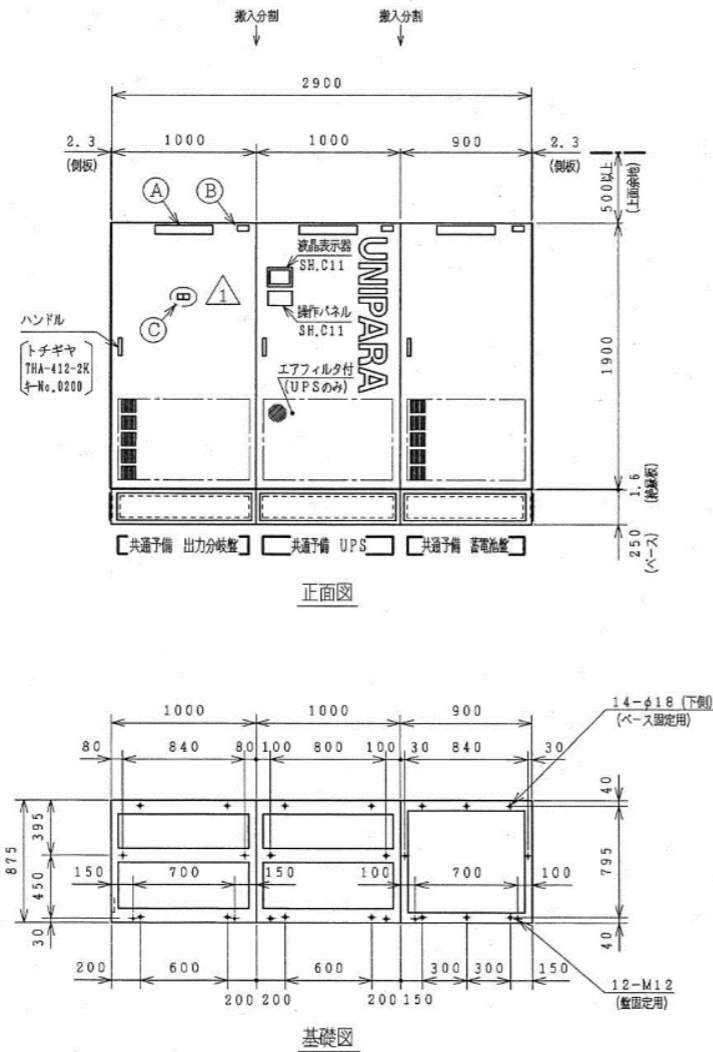 搬入分割 搬入分割
2900
2.3 1000 1000 900 2.3
(側板) (側板)
500以上
(上面余地)
A B
液晶表示器
SH.C11
UNIPARA
1
C
操作パネル
SH.C11
ハンドル
トチギヤ
THA-412-2K
キーNo.0200
エアフィルタ付
(UPSのみ)
1900
1.6
(絶縁板)
250
(ベース)
共通予備 出力分岐盤 共通予備 UPS 共通予備 蓄電池盤
正面図
1000 1000 900
14-φ18 (下側)
(ベース固定用)
80 840 80 100 800 100 30 840 30
40
875 395
795
150 700 150 100 700 100
450
30
40
200 600 600 300 300 150
200 200 200 150
12-M12
(盤固定用)
基礎図